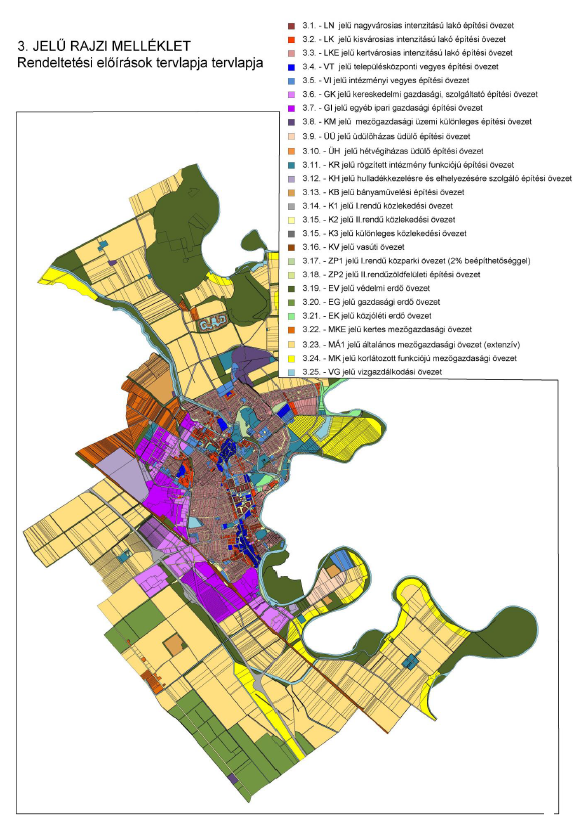 3. JELŰ RAJZI MELLÉKLET
Rendeltetési előírások tervlapja tervlapja
3.1. - LN jelű nagyvárosias intenzitású lakó építési övezet
3.2. - LK jelű kisvárosias intenzitású lakó építési övezet
3.3. - LKE jelű kertvárosias intenzitású lakó építési övezet
3.4. - VT jelű településközponti vegyes építési övezet
3.5. - VI jelű intézményi vegyes építési övezet
3.6. - GK jelű kereskedelmi gazdasági, szolgáltató építési övezet
3.7. - GI jelű egyéb ipari gazdasági építési övezet
3.8. - KM jelű mezőgazdasági üzemi különleges építési övezet
3.9. - ÜÜ jelű üdülőházas üdülő építési övezet
3.10. - ÜH jelű hétvégiházas üdülő építési övezet
3.11. - KR jelű rögzített intézmény funkciójú építési övezet
3.12. - KH jelű hulladékkezelésre és elhelyezésére szolgáló építési övezet
3.13. - KB jelű bányaművelési építési övezet
3.14. - K1 jelű I.rendű közlekedési övezet
3.15. - K2 jelű II.rendű közlekedési övezet
3.15. - K3 jelű különleges közlekedési övezet
3.16. - KV jelű vasúti övezet
3.17. - ZP1 jelű I.rendű közparki övezet (2% beépíthetőséggel)
3.18. - ZP2 jelű II.rendűzöldfelületi építési övezet
3.19. - EV jelű védelmi erdő övezet
3.20. - EG jelű gazdasági erdő övezet
3.21. - EK jelű közjóléti erdő övezet
3.22. - MKE jelű kertes mezőgazdasági övezet
3.23. - MÁ1 jelű általános mezőgazdasági övezet (extenzív)
3.24. - MK jelű korlátozott funkciójú mezőgazdasági övezet
3.25. - VG jelű vizgazdálkodási övezet